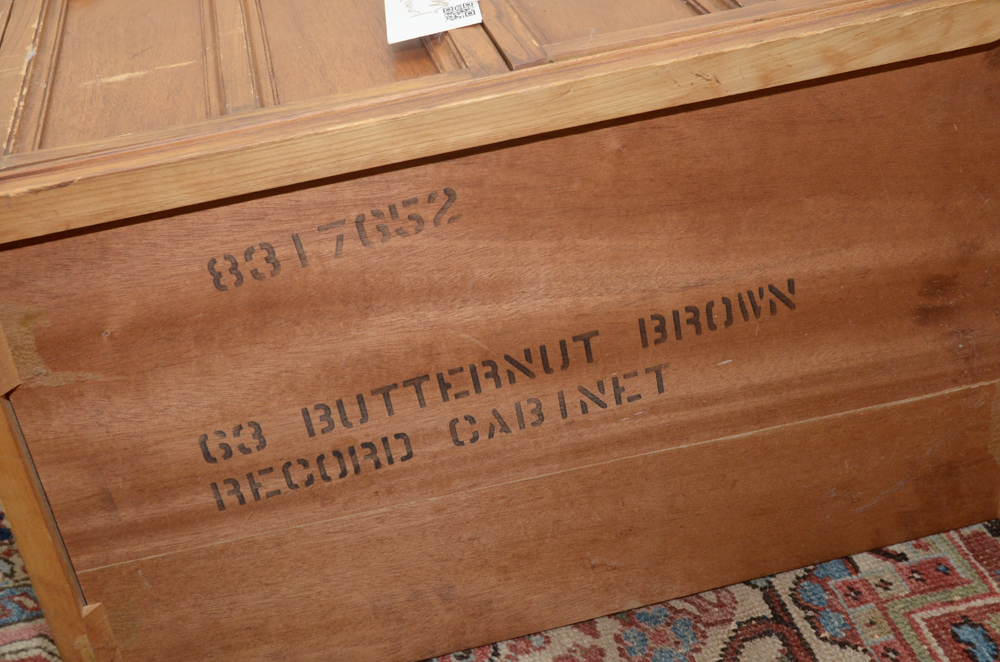 8317652
63 BUTTERNUT BROWN
RECORD CABINET